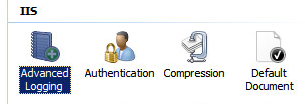 IIS
Advanced Logging
Authentication
Compression
Default Document